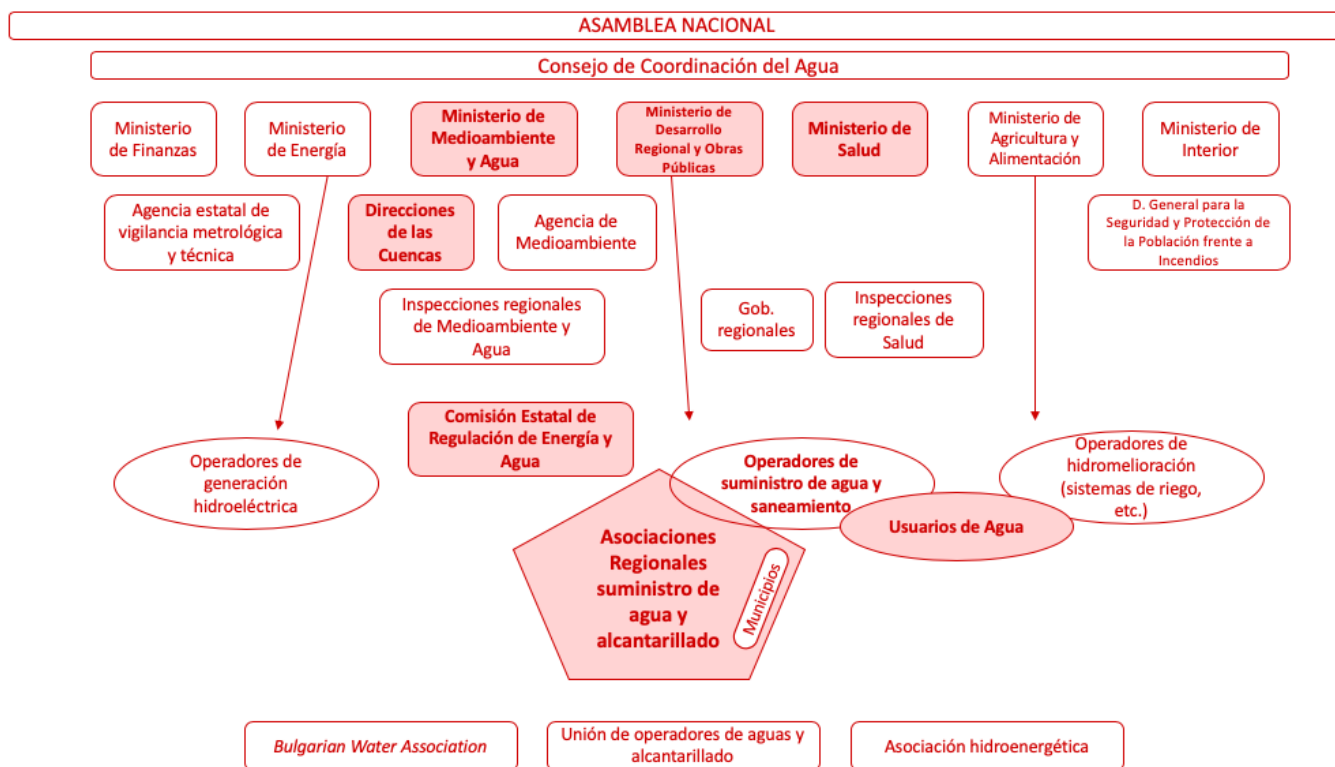 ASAMBLEA NACIONAL
Consejo de Coordinación del Agua
Ministerio
de Finanzas
Ministerio
de Energía
Ministerio de
Medioambiente
y Agua
Ministerio de
Desarrollo
Regional y Obras
Públicas
Ministerio de
Salud
Ministerio de
Agricultura y
Alimentación
Ministerio de
Interior
Agencia estatal de
vigilancia metrológica
y técnica
Direcciones
de las
Cuencas
Agencia de
Medioambiente
D. General para la
Seguridad y Protección de
la Población frente a
Incendios
Inspecciones regionales
de Medioambiente y
Agua
Gob.
regionales
Inspecciones
regionales de
Salud
Comisión Estatal de
Regulación de Energía y
Agua
Operadores de
generación
hidroeléctrica
Operadores de
suministro de agua y
saneamiento
Operadores de
hidromelioración
(sistemas de riego,
etc.)
Usuarios de Agua
Asociaciones
Regionales
suministro de
agua y
alcantarillado
Municipios
Bulgarian Water Association
Unión de operadores de aguas y
alcantarillado
Asociación hidroenergética